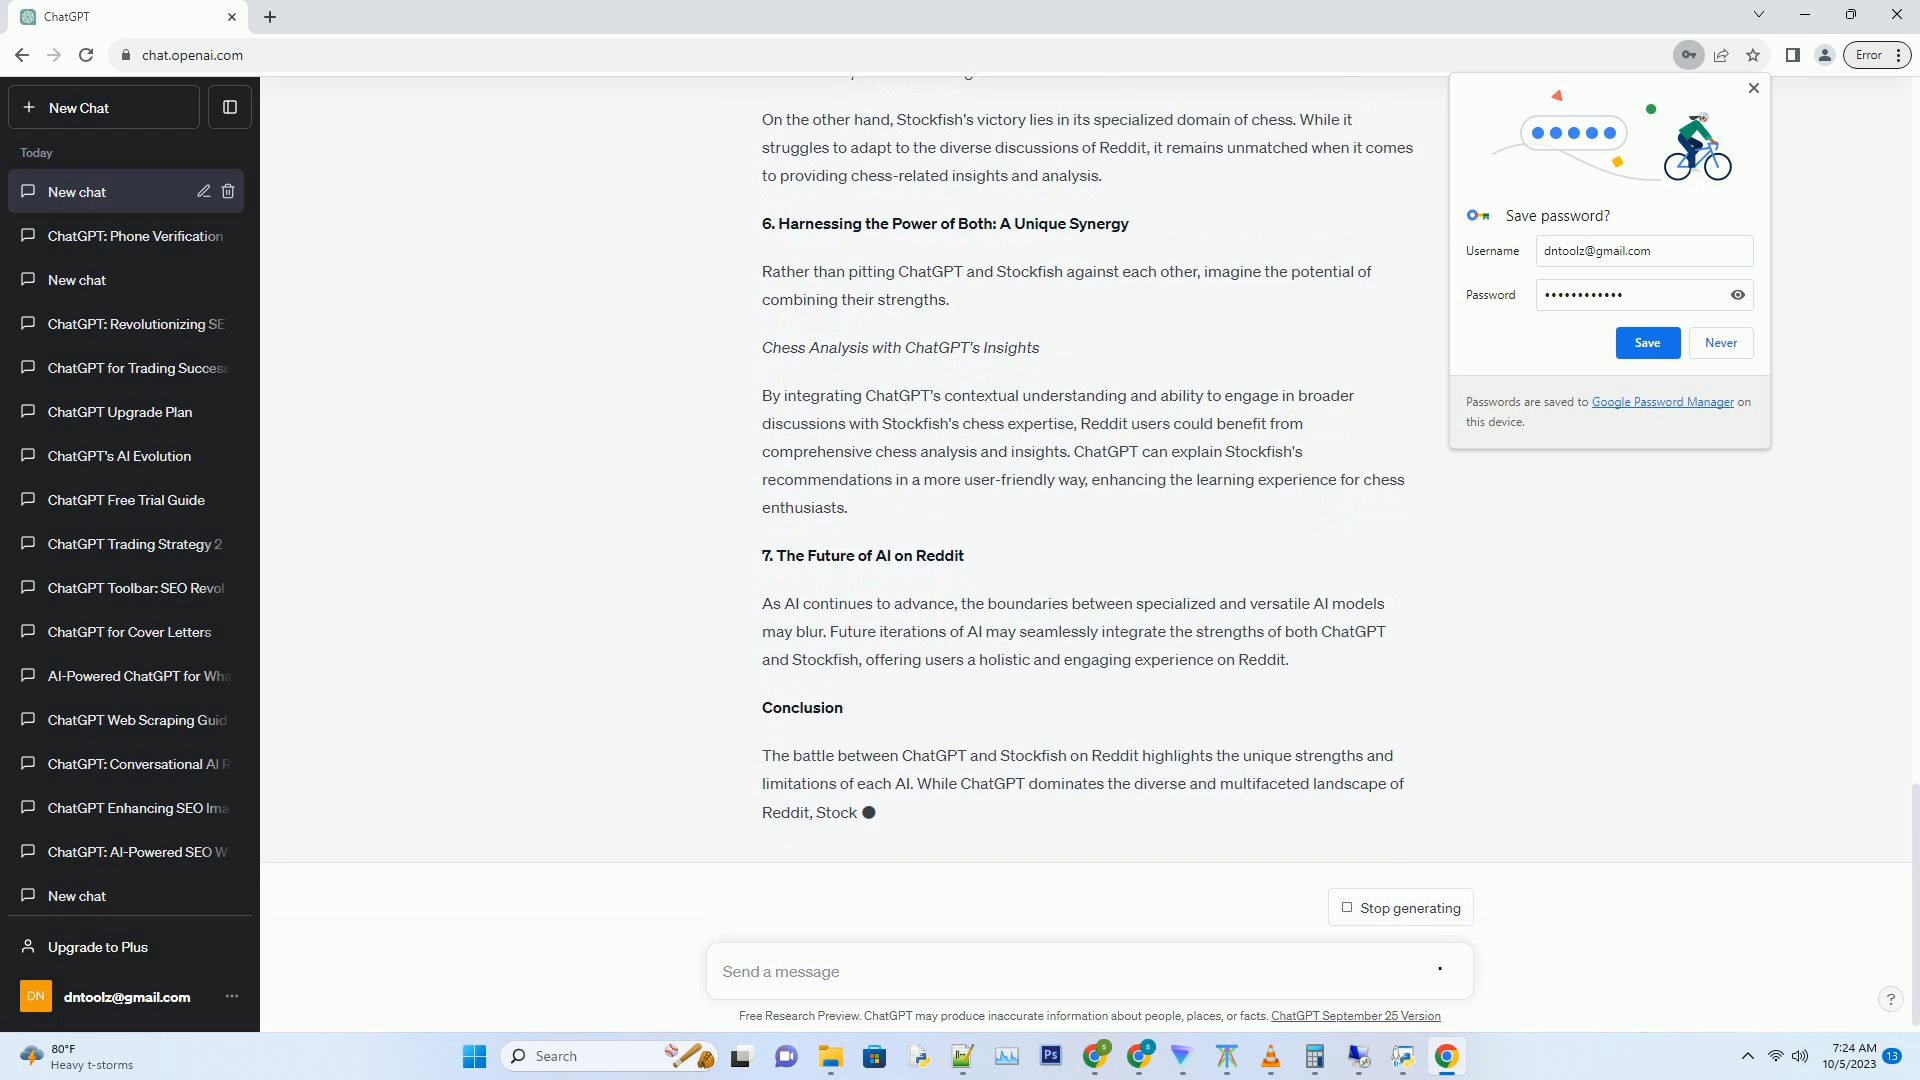 ChatGPT
chat.openai.com
Error
New Chat
Today
New chat
ChatGPT: Phone Verification
New chat
ChatGPT: Revolutionizing SE
ChatGPT for Trading Success
ChatGPT Upgrade Plan
ChatGPT's AI Evolution
ChatGPT Free Trial Guide
ChatGPT Trading Strategy 2
ChatGPT Toolbar: SEO Revol
ChatGPT for Cover Letters
AI-Powered ChatGPT for Wha
ChatGPT Web Scraping Guid
ChatGPT: Conversational AI R
ChatGPT Enhancing SEO Ima
ChatGPT: AI-Powered SEO W
New chat
Upgrade to Plus
DN
dntoolz@gmail.com
On the other hand, Stockfish's victory lies in its specialized domain of chess. While it
struggles to adapt to the diverse discussions of Reddit, it remains unmatched when it comes
to providing chess-related insights and analysis.
6. Harnessing the Power of Both: A Unique Synergy
Rather than pitting ChatGPT and Stockfish against each other, imagine the potential of
combining their strengths.
Chess Analysis with ChatGPT's Insights
By integrating ChatGPT's contextual understanding and ability to engage in broader
discussions with Stockfish's chess expertise, Reddit users could benefit from
comprehensive chess analysis and insights. ChatGPT can explain Stockfish's
recommendations in a more user-friendly way, enhancing the learning experience for chess
enthusiasts.
7. The Future of AI on Reddit
As AI continues to advance, the boundaries between specialized and versatile AI models
may blur. Future iterations of AI may seamlessly integrate the strengths of both ChatGPT
and Stockfish, offering users a holistic and engaging experience on Reddit.
Conclusion
The battle between ChatGPT and Stockfish on Reddit highlights the unique strengths and
limitations of each AI. While ChatGPT dominates the diverse and multifaceted landscape of
Reddit, Stock
Save password?
Username
dntoolz@gmail.com
Password
••••••••••••
Save
Never
Passwords are saved to Google Password Manager on
this device.
Stop generating
Send a message
Free Research Preview. ChatGPT may produce inaccurate information about people, places, or facts. ChatGPT September 25 Version
?
80°F
Heavy t-storms
Search
Ps
S
S
7:24 AM
10/5/2023
13